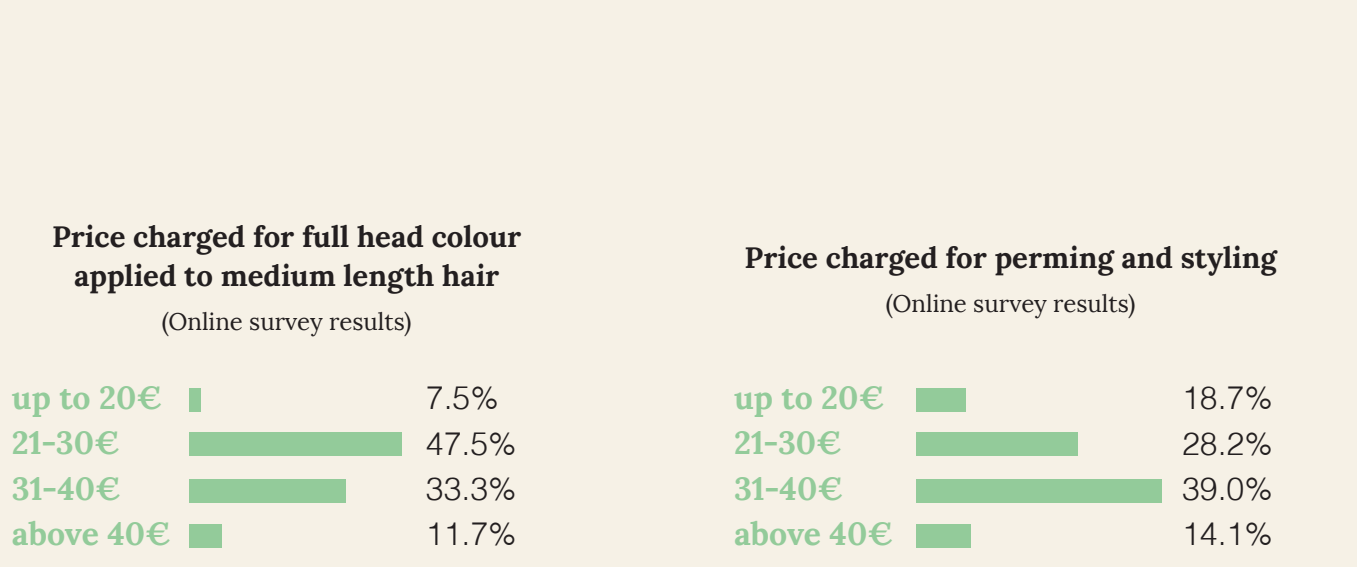 Price charged for full head colour
applied to medium length hair
(Online survey results)
up to 20€ 7.5%
21-30€ 47.5%
31-40€ 33.3%
above 40€ 11.7%
Price charged for perming and styling
(Online survey results)
up to 20€ 18.7%
21-30€ 28.2%
31-40€ 39.0%
above 40€ 14.1%